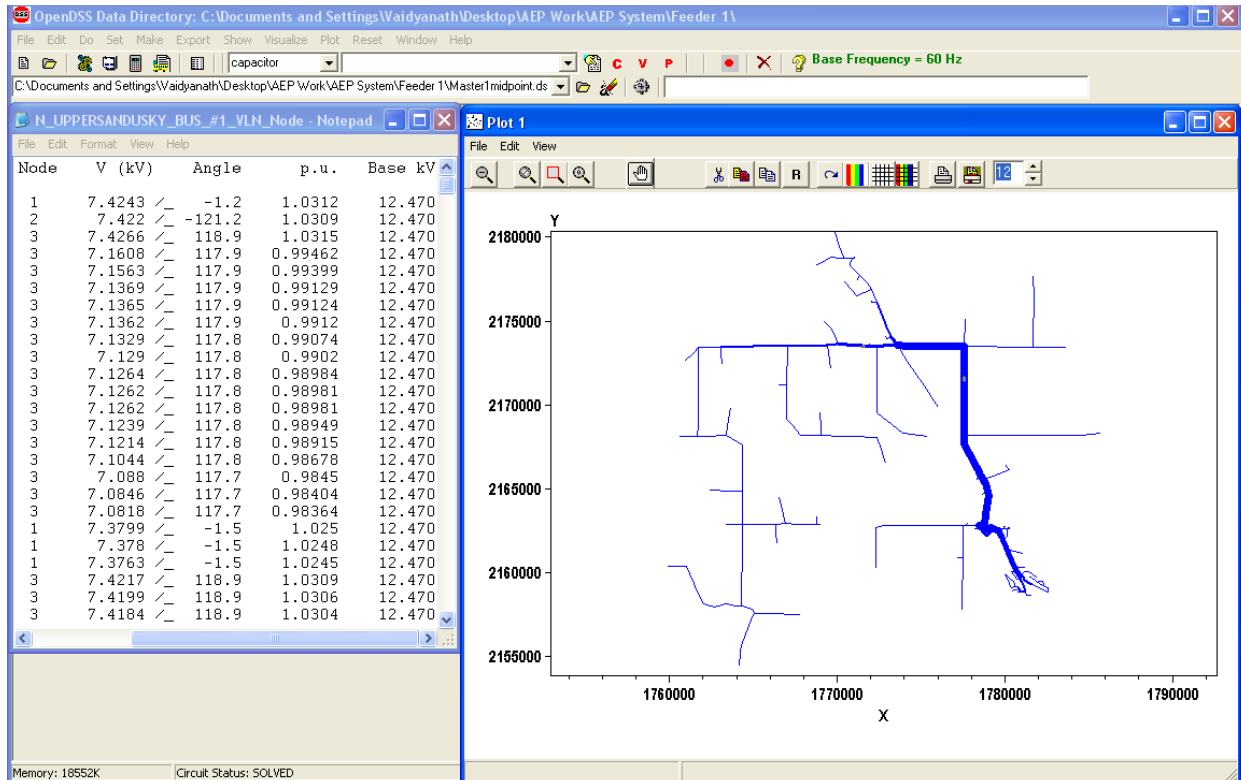 OpenDSS Data Directory: C:\Documents and Settings\Vaidyanath\Desktop\AEP Work\AEP System\Feeder 1\
File Edit Do Set Make Export Show Visualize Plot Reset Window Help
capacitor C V P Base Frequency = 60 Hz
C:\Documents and Settings\Vaidyanath\Desktop\AEP Work\AEP System\Feeder 1\Master1midpoint.ds
N_UPPERSANDUSKY_BUS_#1_VLN_Node - Notepad
File Edit Format View Help
Node V (kV) Angle p.u. Base kV
1 7.4243 /_ -1.2 1.0312 12.470
2 7.422 /_ -121.2 1.0309 12.470
3 7.4266 /_ 118.9 1.0315 12.470
3 7.1608 /_ 117.9 0.99462 12.470
3 7.1563 /_ 117.9 0.99399 12.470
3 7.1369 /_ 117.9 0.99129 12.470
3 7.1365 /_ 117.9 0.99124 12.470
3 7.1362 /_ 117.9 0.9912 12.470
3 7.1329 /_ 117.8 0.99074 12.470
3 7.129 /_ 117.8 0.9902 12.470
3 7.1264 /_ 117.8 0.98984 12.470
3 7.1262 /_ 117.8 0.98981 12.470
3 7.1262 /_ 117.8 0.98981 12.470
3 7.1239 /_ 117.8 0.98949 12.470
3 7.1214 /_ 117.8 0.98915 12.470
3 7.1044 /_ 117.8 0.98678 12.470
3 7.088 /_ 117.7 0.9845 12.470
3 7.0846 /_ 117.7 0.98404 12.470
3 7.0818 /_ 117.7 0.98364 12.470
1 7.3799 /_ -1.5 1.025 12.470
1 7.378 /_ -1.5 1.0248 12.470
1 7.3763 /_ -1.5 1.0245 12.470
3 7.4217 /_ 118.9 1.0309 12.470
3 7.4199 /_ 118.9 1.0306 12.470
3 7.4184 /_ 118.9 1.0304 12.470
Plot 1
File Edit View
R 12
Y
2180000
2175000
2170000
2165000
2160000
2155000
1760000 1770000 1780000 1790000
X
Memory: 18552K Circuit Status: SOLVED